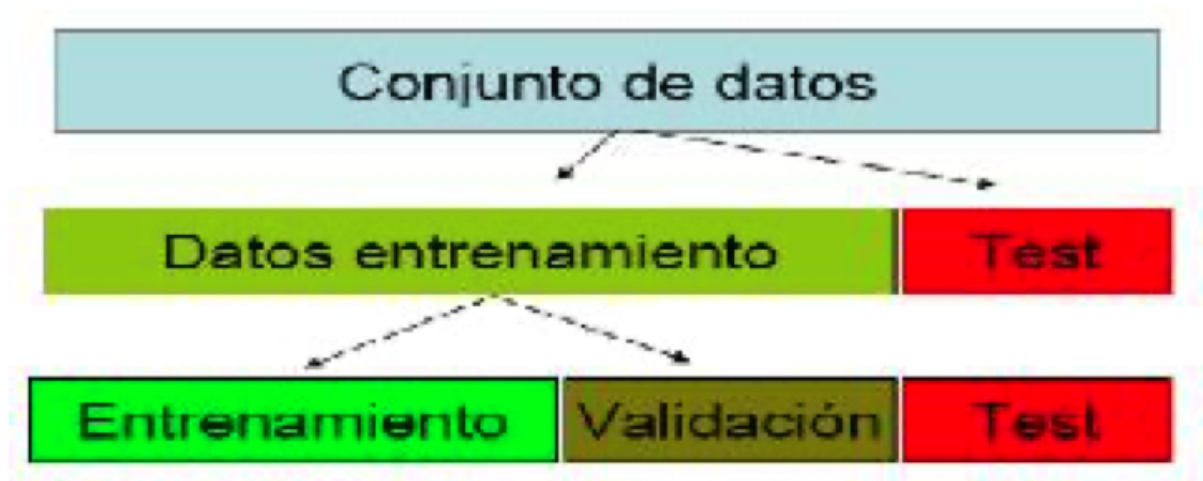 Conjunto de datos
Datos entrenamiento Test
Entrenamiento Validación Test